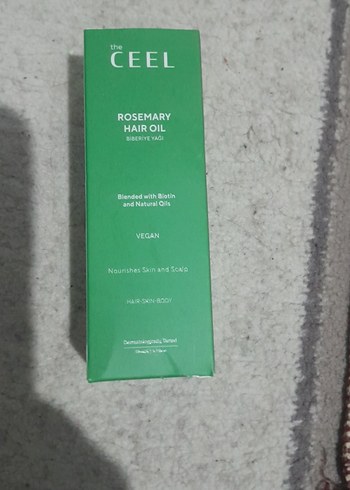 the
CEEL
ROSEMARY
HAIR OIL
BİBERİYE YAĞI
Blended with Biotin
and Natural Oils
VEGAN
Nourishes Skin and Scalp
HAIR·SKIN·BODY
Dermatologically Tested